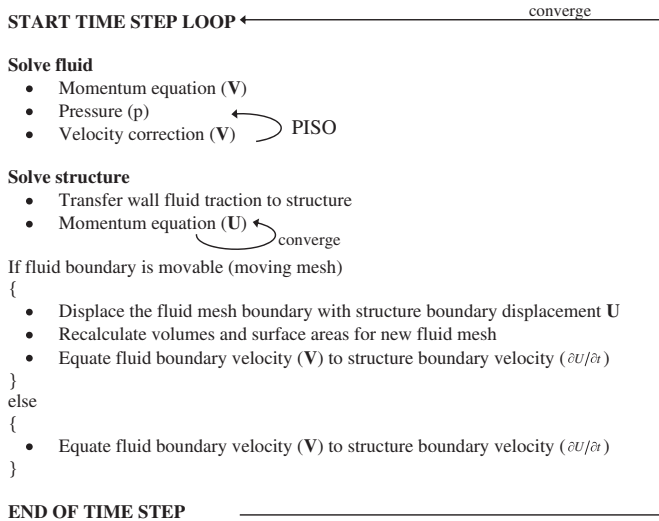 converge
START TIME STEP LOOP
Solve fluid
• Momentum equation (V)
• Pressure (p)
• Velocity correction (V)
PISO
Solve structure
• Transfer wall fluid traction to structure
• Momentum equation (U)
converge
If fluid boundary is movable (moving mesh)
{
• Displace the fluid mesh boundary with structure boundary displacement U
• Recalculate volumes and surface areas for new fluid mesh
• Equate fluid boundary velocity (V) to structure boundary velocity (∂U/∂t)
}
else
{
• Equate fluid boundary velocity (V) to structure boundary velocity (∂U/∂t)
}
END OF TIME STEP